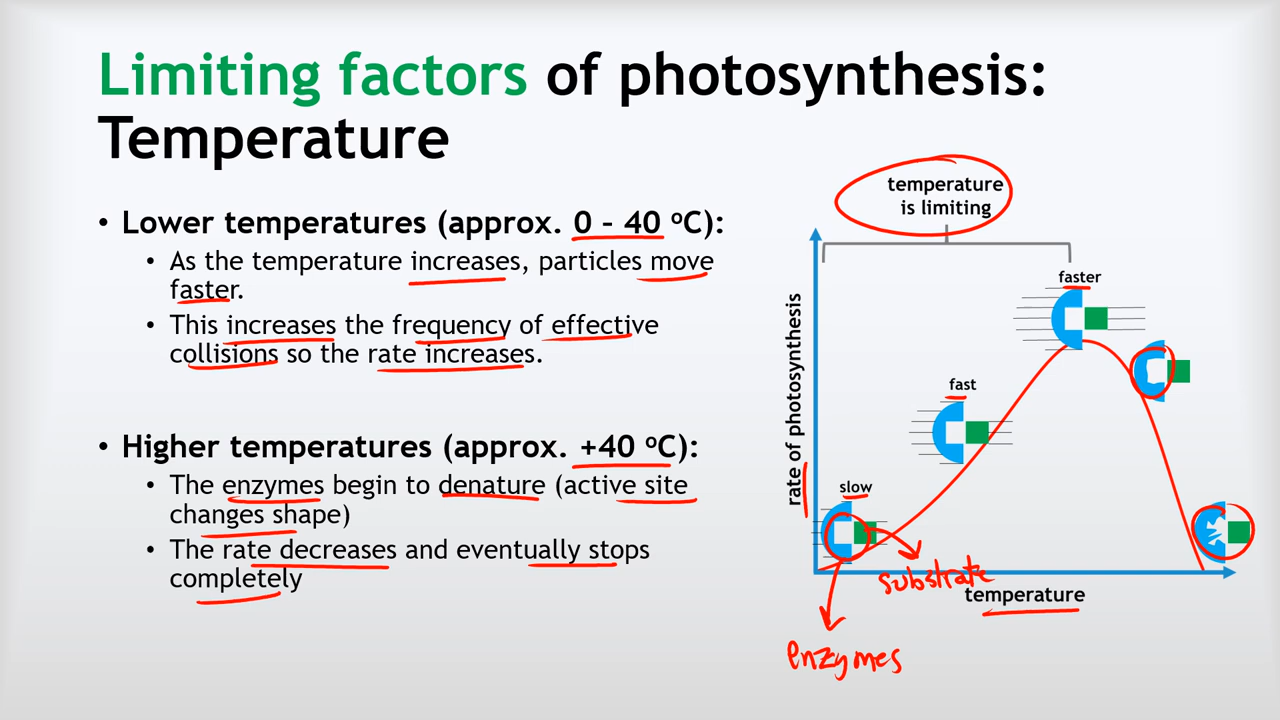 Limiting factors of photosynthesis:
Temperature
• Lower temperatures (approx. 0 – 40 ºC):
• As the temperature increases, particles move
faster.
• This increases the frequency of effective
collisions so the rate increases.
• Higher temperatures (approx. +40 ºC):
• The enzymes begin to denature (active site
changes shape)
• The rate decreases and eventually stops
completely
temperature
is limiting
faster
fast
slow
rate of photosynthesis
substrate
temperature
enzymes